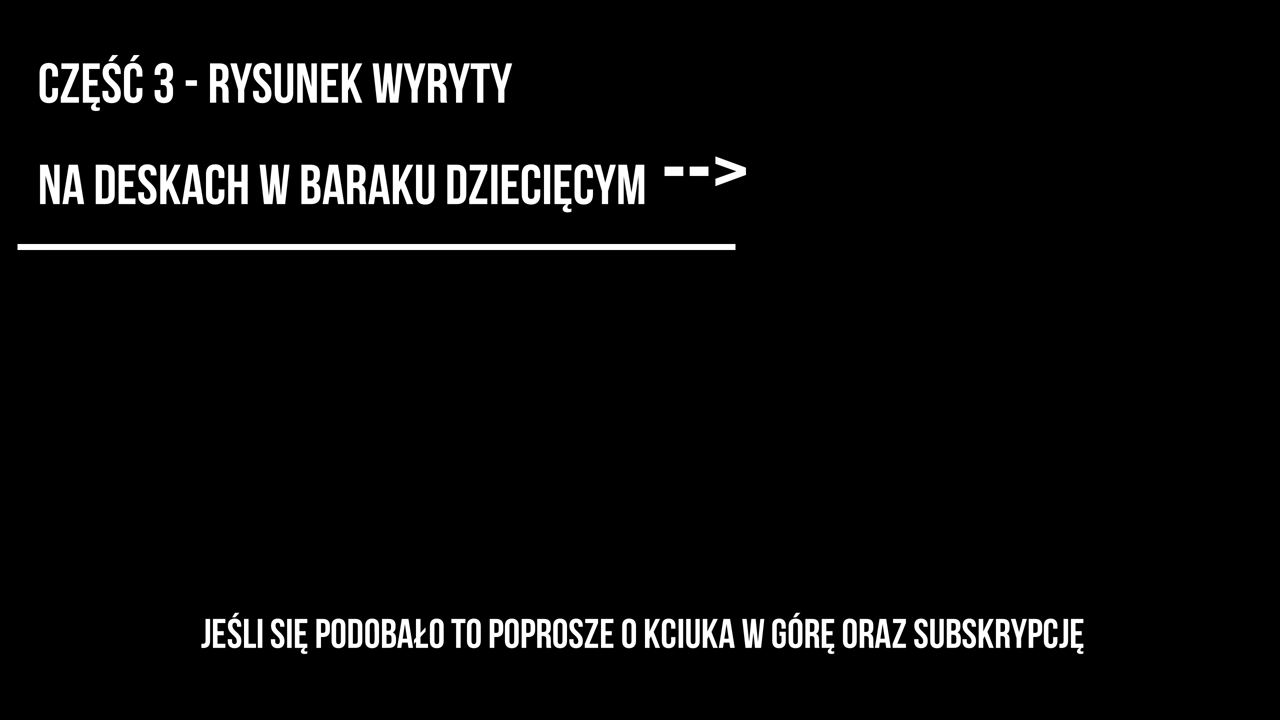 CZĘŚĆ 3 - RYSUNEK WYRYTY
NA DESKACH W BARAKU DZIECIĘCYM -->
JEŚLI SIĘ PODOBAŁO TO POPROSZE O KCIUKA W GÓRĘ ORAZ SUBSKRYPCJĘ